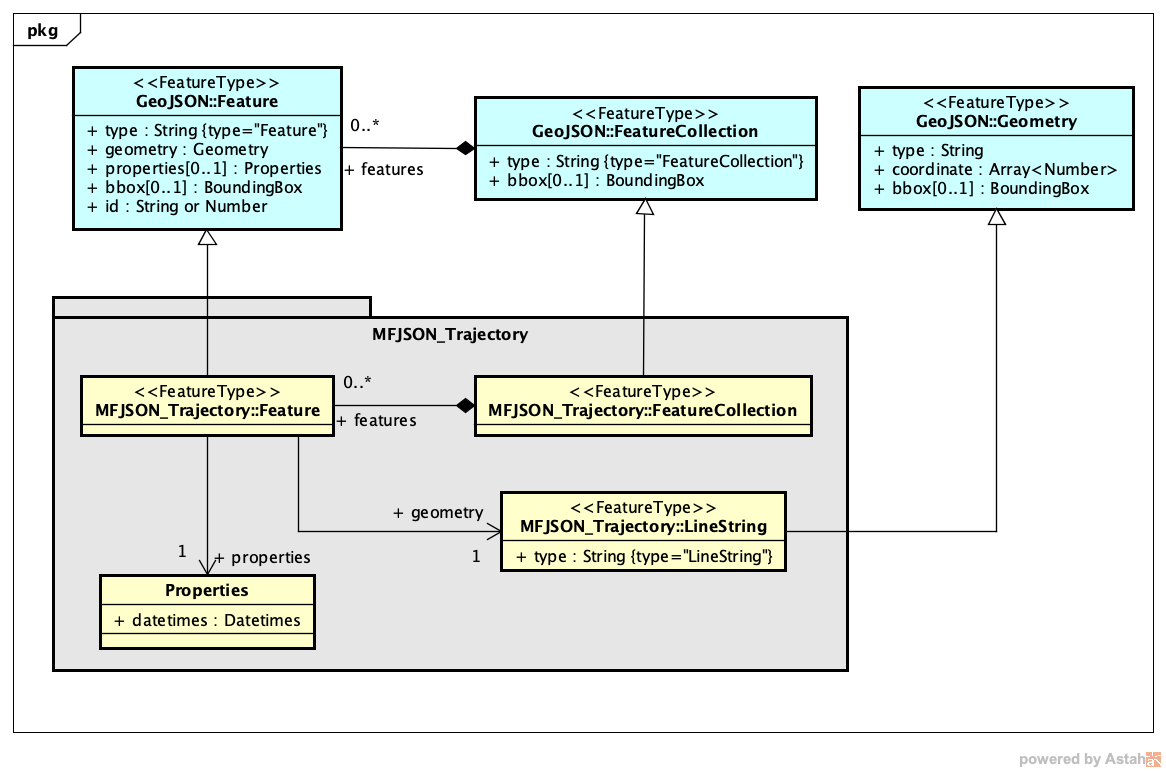 pkg
<<FeatureType>>
GeoJSON::Feature
+ type : String {type="Feature"}
+ geometry : Geometry
+ properties[0..1] : Properties
+ bbox[0..1] : BoundingBox
+ id : String or Number
0..*
+ features
<<FeatureType>>
GeoJSON::FeatureCollection
+ type : String {type="FeatureCollection"}
+ bbox[0..1] : BoundingBox
<<FeatureType>>
GeoJSON::Geometry
+ type : String
+ coordinate : Array<Number>
+ bbox[0..1] : BoundingBox
MFJSON_Trajectory
<<FeatureType>>
MFJSON_Trajectory::Feature
0..*
+ features
<<FeatureType>>
MFJSON_Trajectory::FeatureCollection
+ geometry
1
<<FeatureType>>
MFJSON_Trajectory::LineString
+ type : String {type="LineString"}
1
+ properties
Properties
+ datetimes : Datetimes
powered by Astah